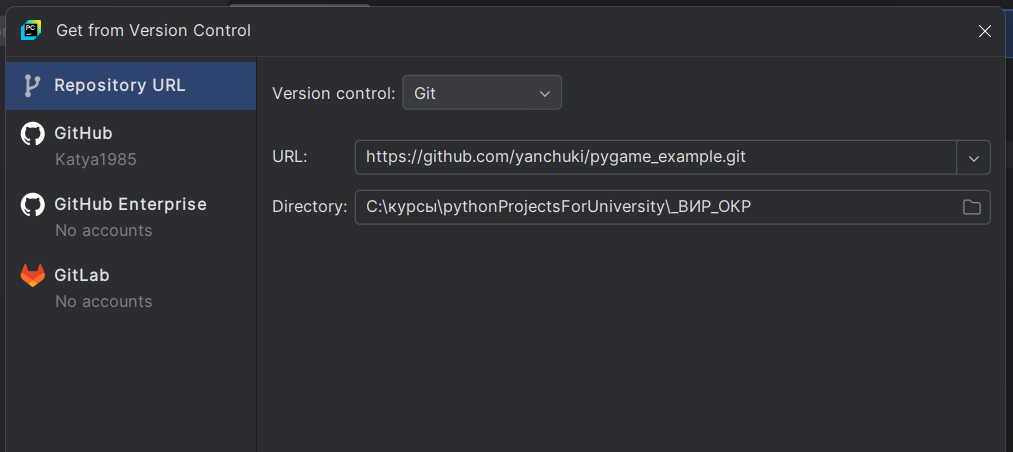 PC
Get from Version Control
Repository URL
GitHub
Katya1985
GitHub Enterprise
No accounts
GitLab
No accounts
Version control: Git
URL: https://github.com/yanchuki/pygame_example.git
Directory: C:\курсы\pythonProjectsForUniversity\_ВИР_ОКР